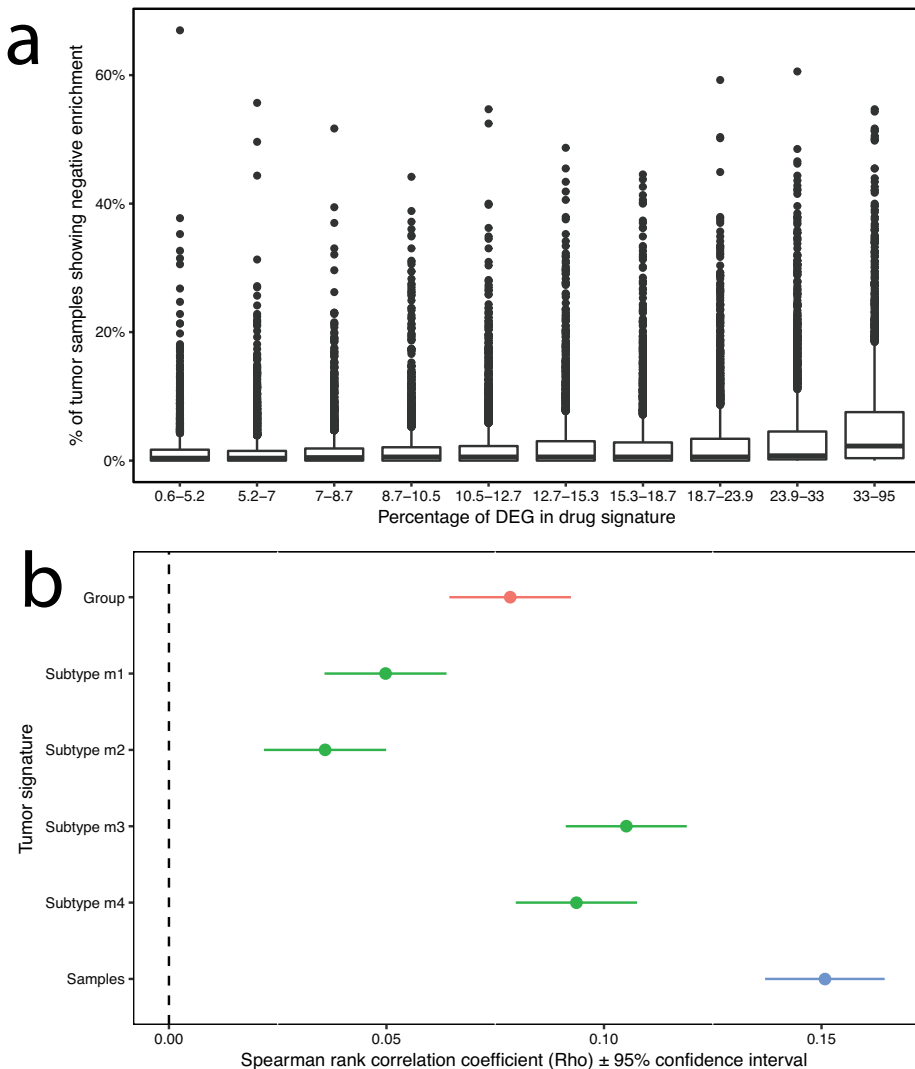 a
% of tumor samples showing negative enrichment
60%
40%
20%
0%
0.6–5.2 5.2–7 7–8.7 8.7–10.5 10.5–12.7 12.7–15.3 15.3–18.7 18.7–23.9 23.9–33 33–95
Percentage of DEG in drug signature
b
Tumor signature
Group
Subtype m1
Subtype m2
Subtype m3
Subtype m4
Samples
0.00 0.05 0.10 0.15
Spearman rank correlation coefficient (Rho) ± 95% confidence interval